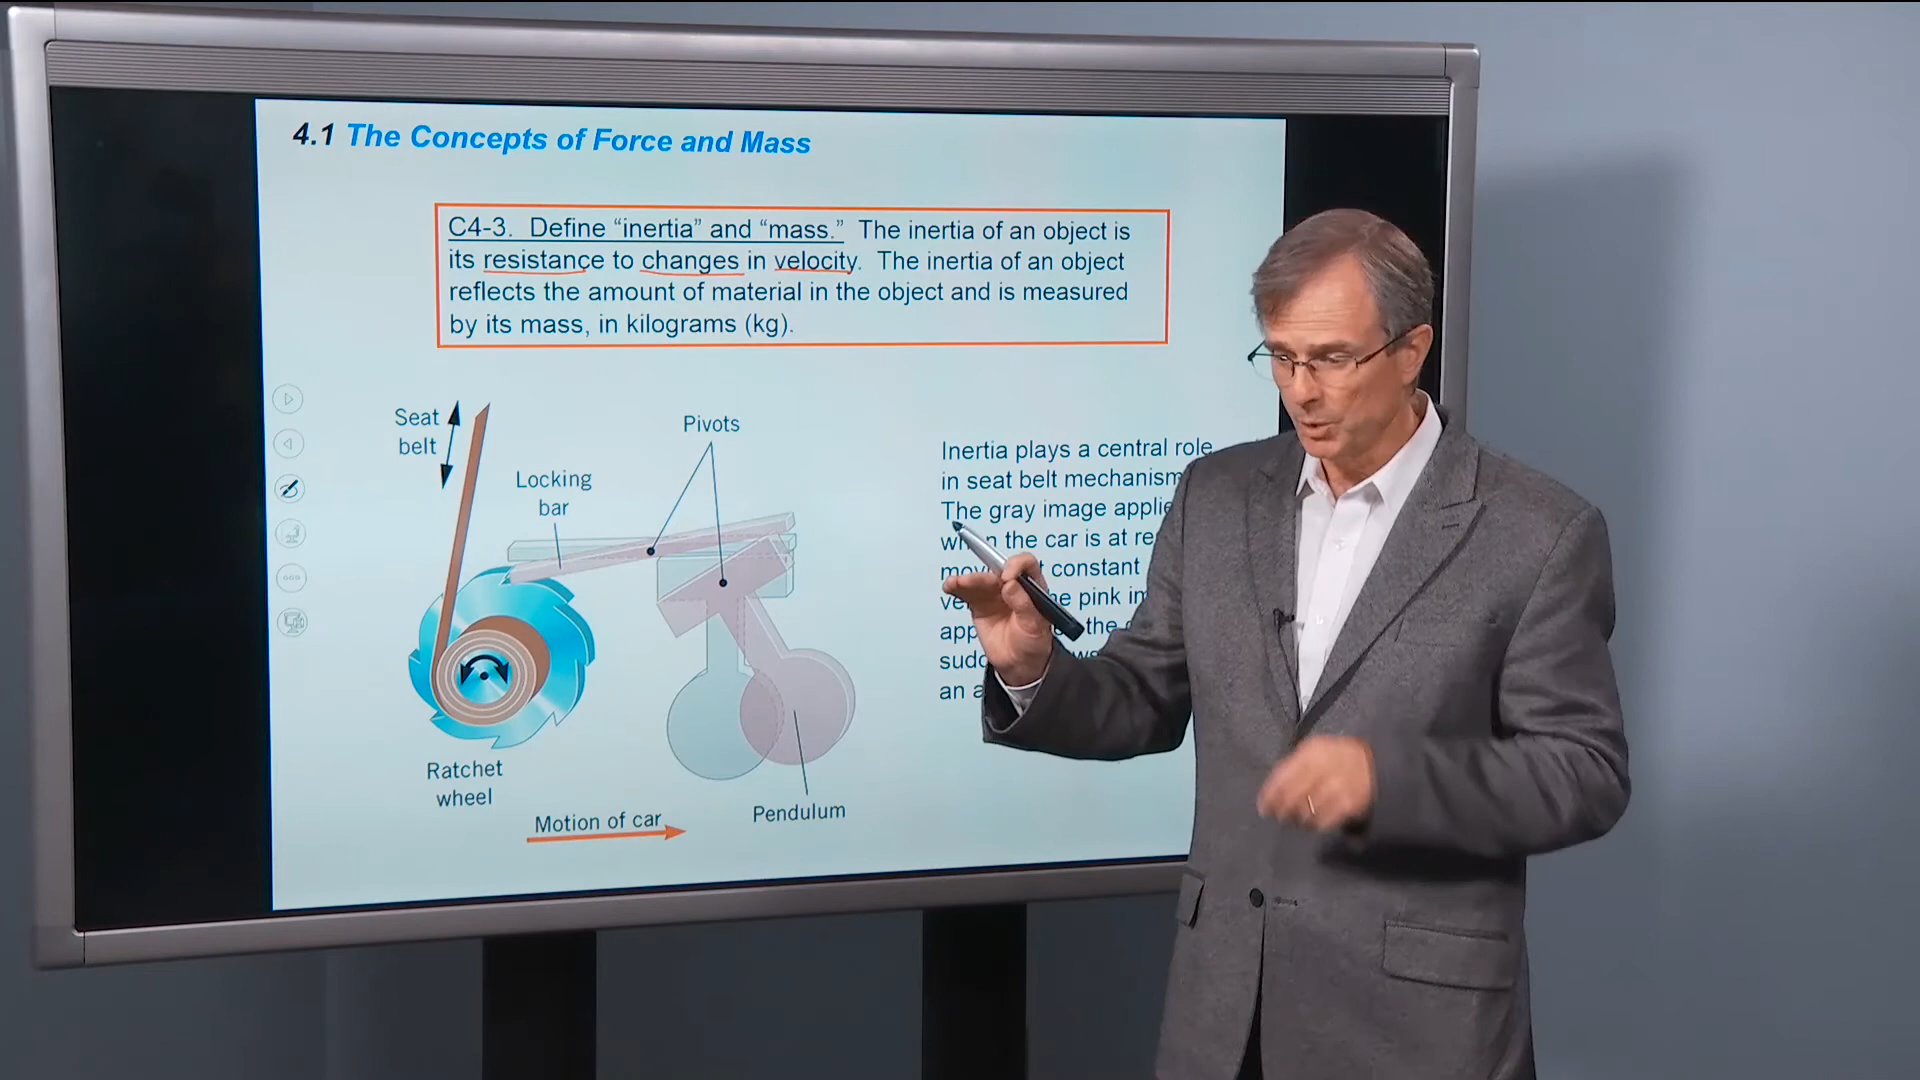 4.1 The Concepts of Force and Mass
C4-3. Define “inertia” and “mass.” The inertia of an object is
its resistance to changes in velocity. The inertia of an object
reflects the amount of material in the object and is measured
by its mass, in kilograms (kg).
Seat
belt
Locking
bar
Pivots
Ratchet
wheel
Motion of car
Pendulum
Inertia plays a central role
in seat belt mechanism
The gray image
the car is at
constant
pink
the
an